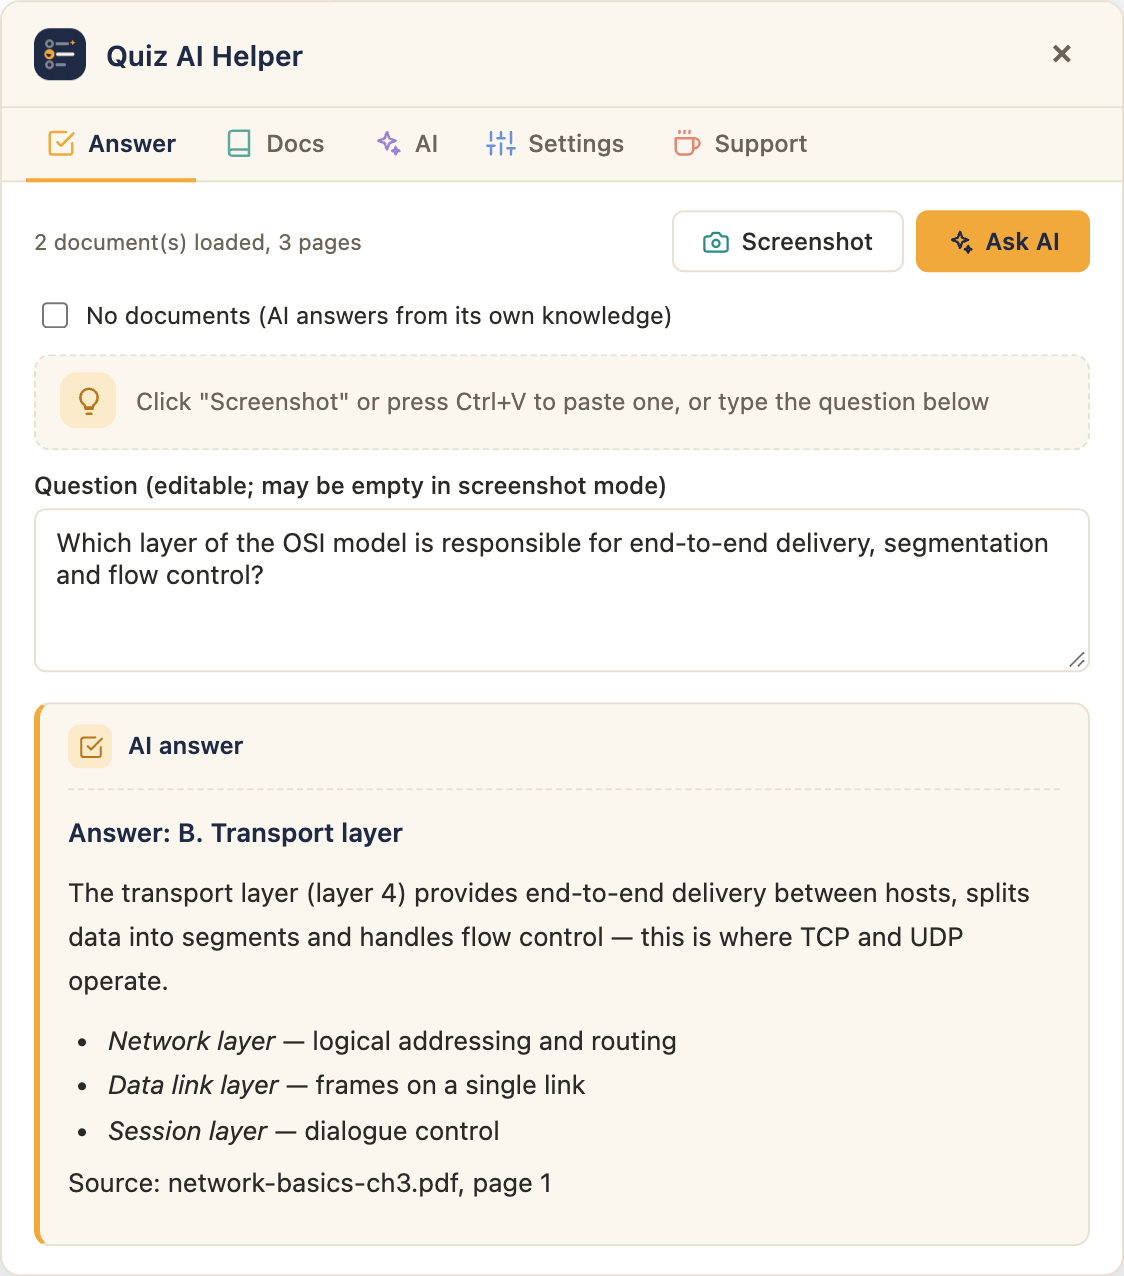 Quiz AI Helper
Answer
Docs
AI
Settings
Support
2 document(s) loaded, 3 pages
Screenshot
Ask AI
No documents (AI answers from its own knowledge)
Click "Screenshot" or press Ctrl+V to paste one, or type the question below
Question (editable; may be empty in screenshot mode)
Which layer of the OSI model is responsible for end-to-end delivery, segmentation
and flow control?
AI answer
Answer: B. Transport layer
The transport layer (layer 4) provides end-to-end delivery between hosts, splits
data into segments and handles flow control — this is where TCP and UDP
operate.
• Network layer — logical addressing and routing
• Data link layer — frames on a single link
• Session layer — dialogue control
Source: network-basics-ch3.pdf, page 1